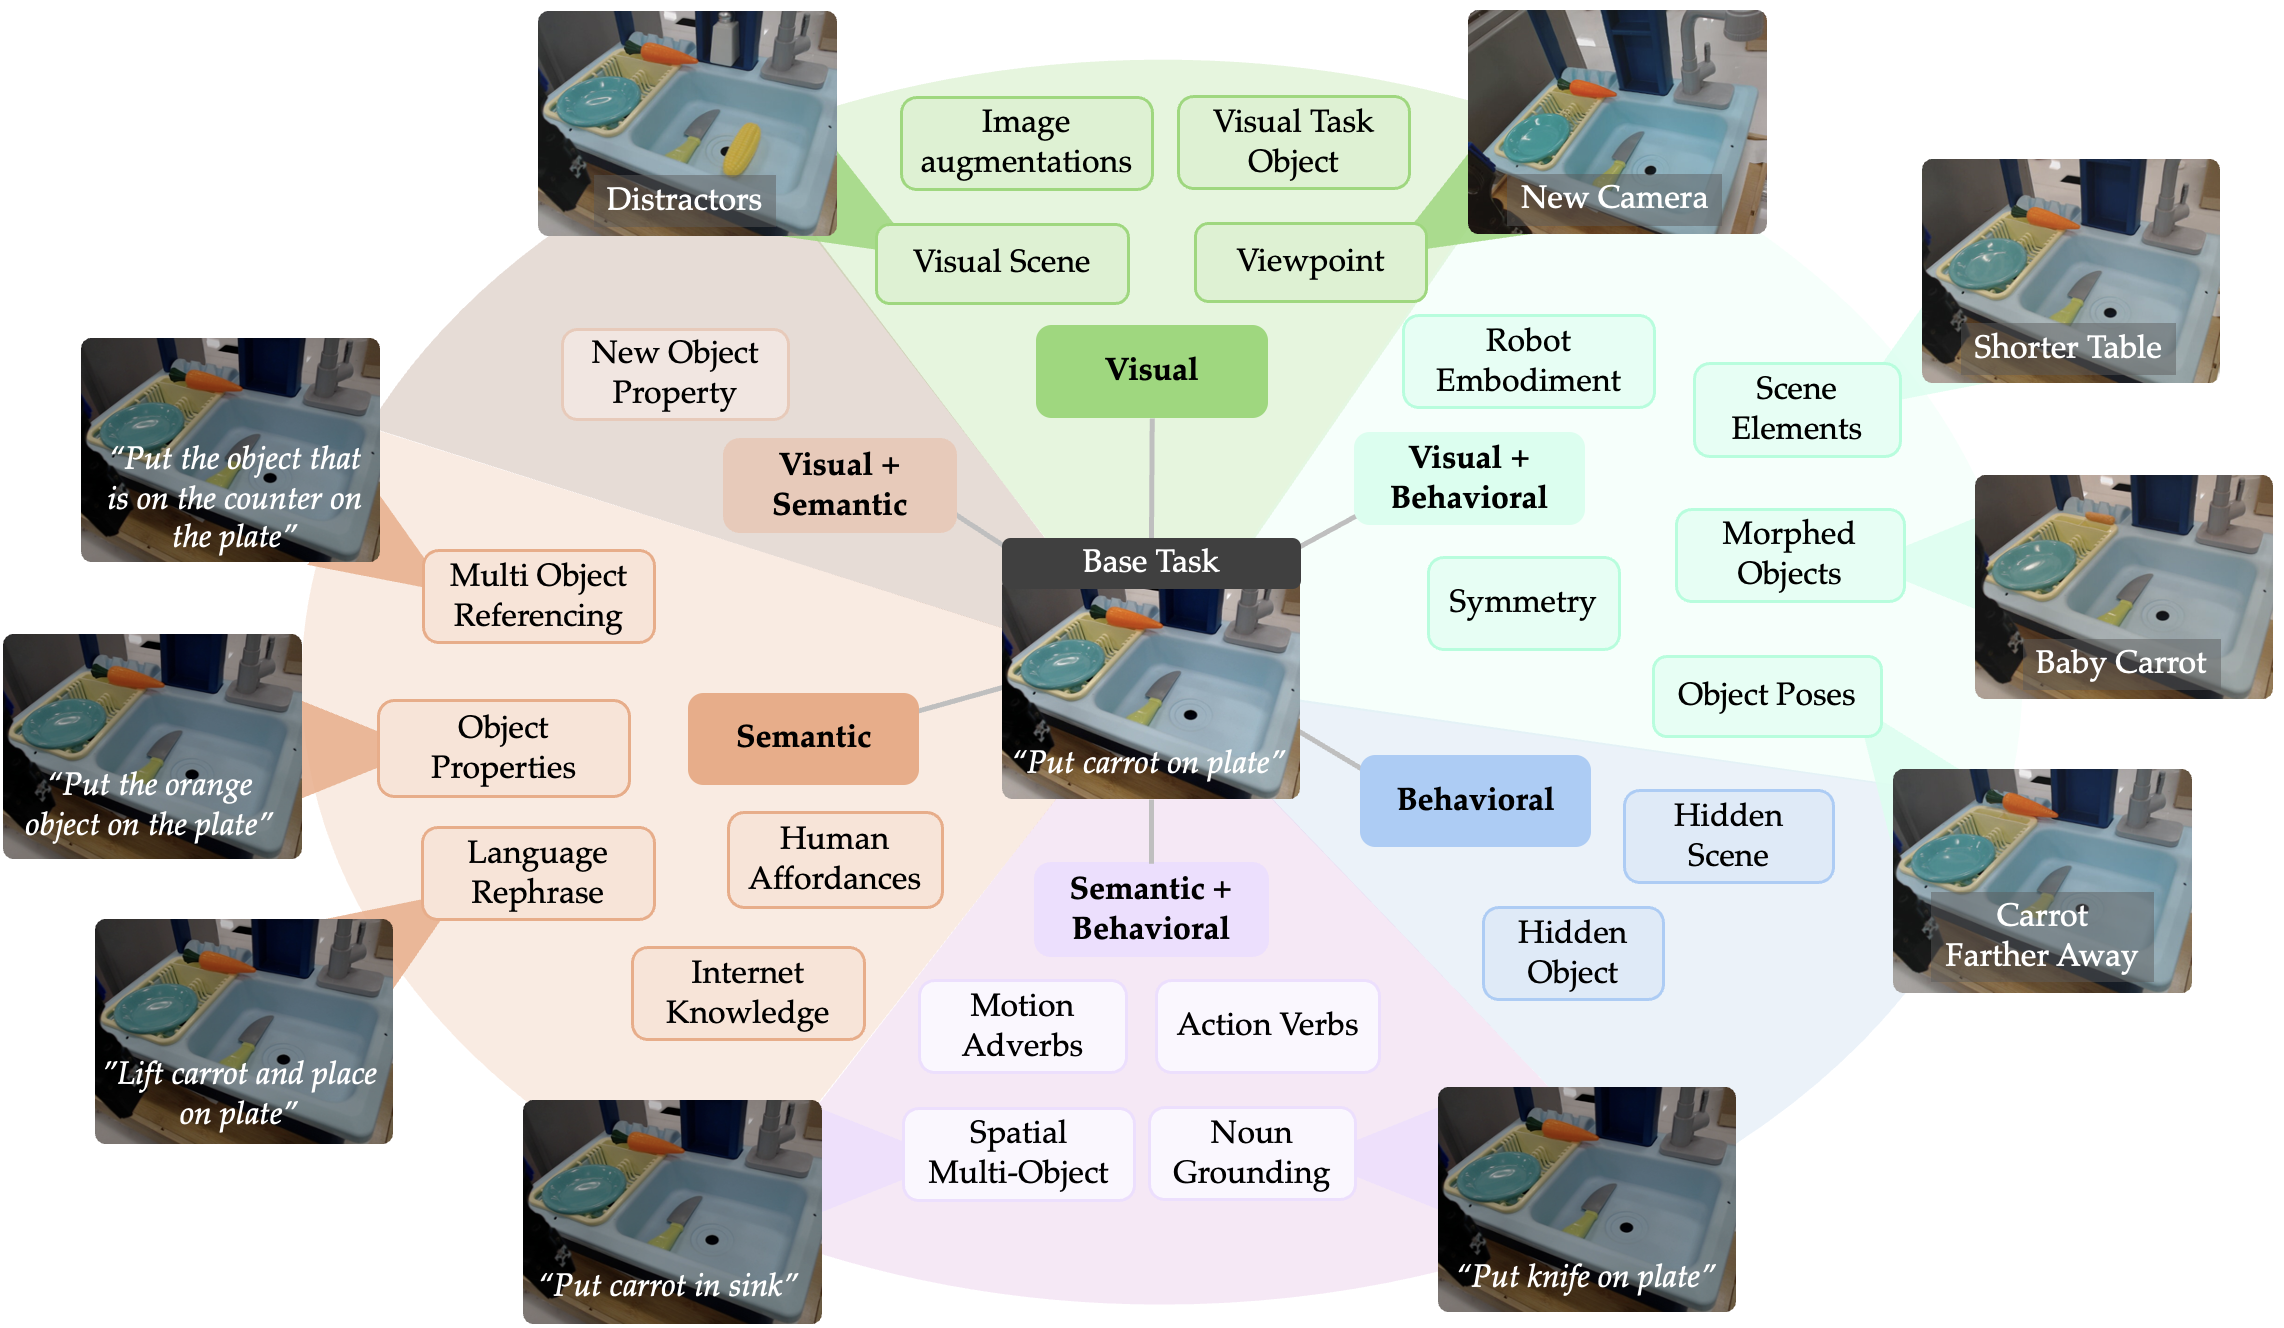 Distractors
Image
augmentations
Visual Task
Object
New Camera
Visual Scene
Viewpoint
Shorter Table
New Object
Property
Visual
Robot
Embodiment
Scene
Elements
"Put the object that
is on the counter on
the plate"
Visual +
Semantic
Visual +
Behavioral
Morphed
Objects
Baby Carrot
Multi Object
Referencing
Base Task
Symmetry
Object Poses
"Put the orange
object on the plate"
Object
Properties
Semantic
"Put carrot on plate"
Behavioral
Hidden
Scene
Carrot
Farther Away
Language
Rephrase
Human
Affordances
Semantic +
Behavioral
Hidden
Object
"Lift carrot and place
on plate"
Internet
Knowledge
Motion
Adverbs
Action Verbs
"Put carrot in sink"
Spatial
Multi-Object
Noun
Grounding
"Put knife on plate"